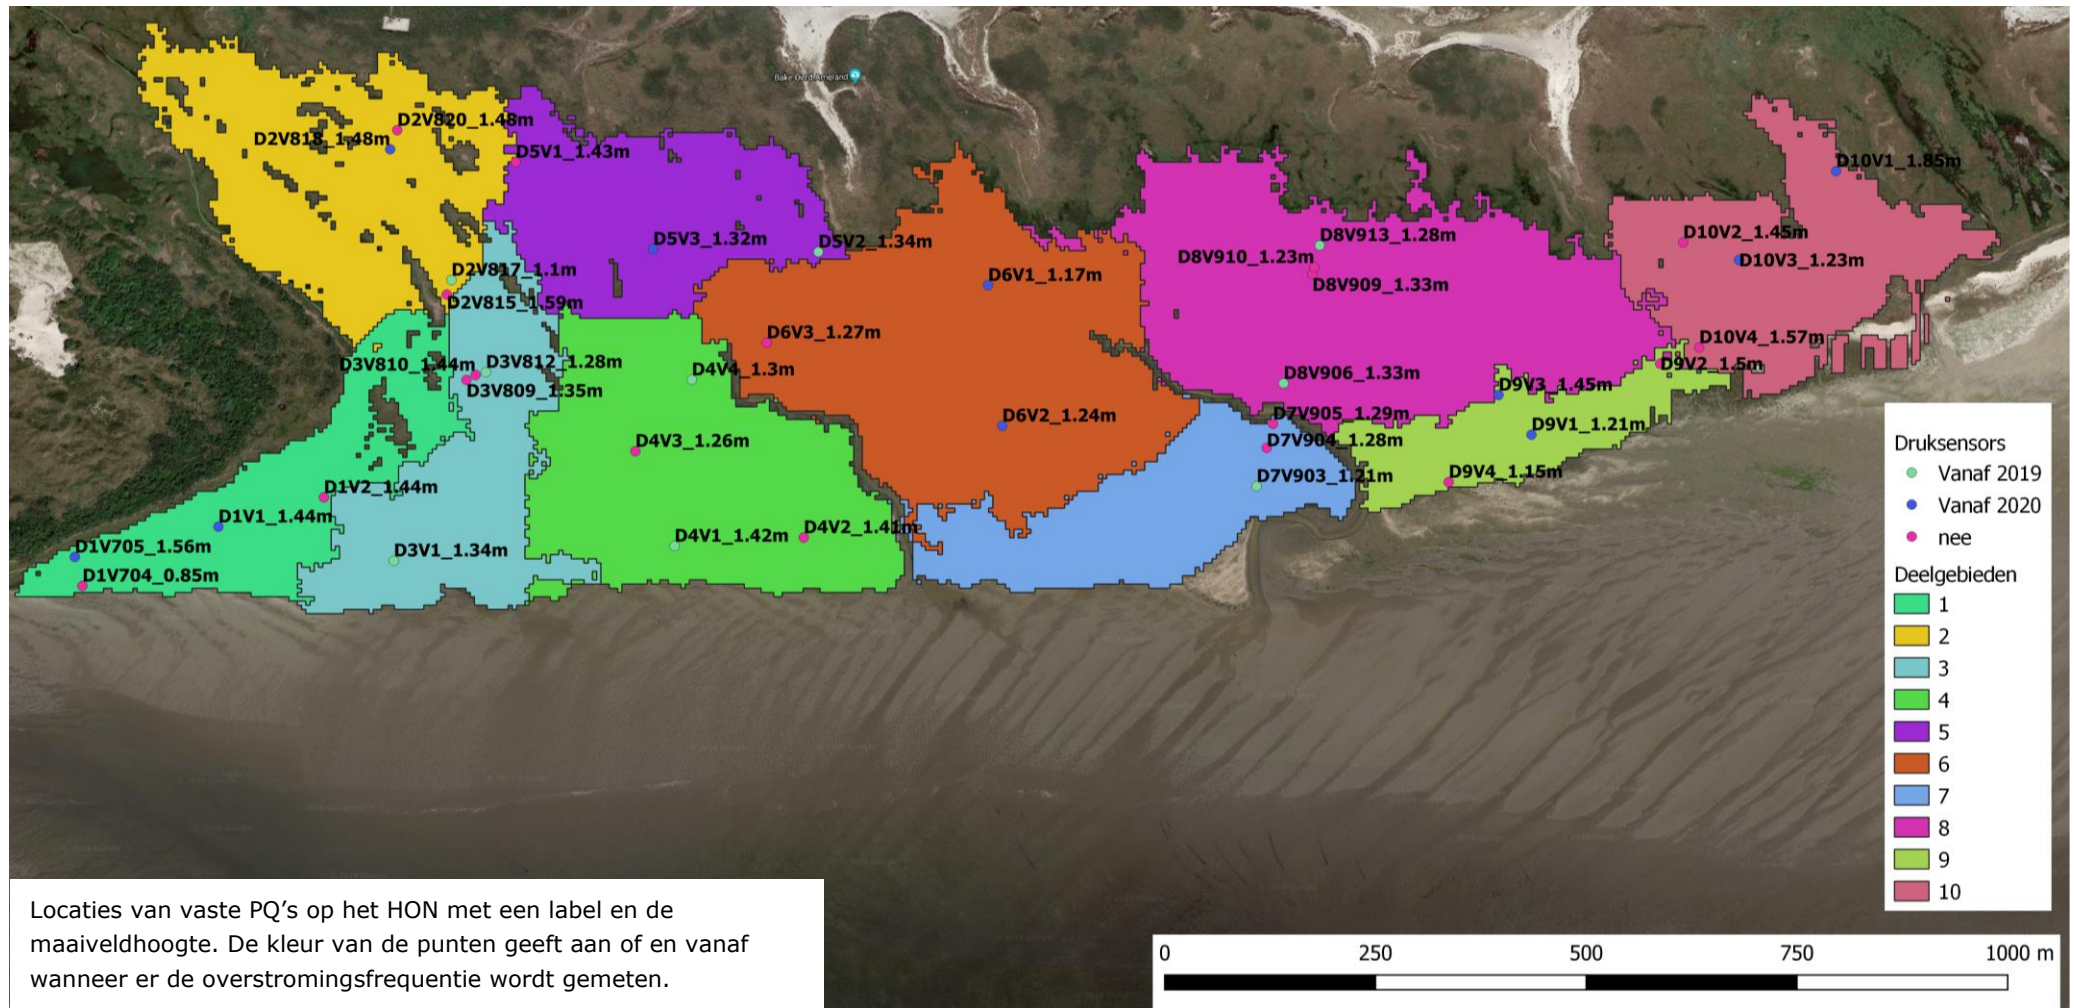 Bake Oerd Ameland
D2V820_1.48m
D2V818_1.48m
D5V1_1.43m
D10V1_1.85m
D5V3_1.32m
D5V2_1.34m
D8V913_1.28m
D10V2_1.45m
D8V910_1.23m
D10V3_1.23m
D2V817_1.1m
D6V1_1.17m
D8V909_1.33m
D2V815_1.59m
D6V3_1.27m
D10V4_1.57m
D3V810_1.44m
D3V812_1.28m
D4V4_1.3m
D8V906_1.33m
D9V2_1.5m
D3V809_1.35m
D9V3_1.45m
D6V2_1.24m
D7V905_1.29m
D9V1_1.21m
D4V3_1.26m
D7V904_1.28m
D1V2_1.44m
D7V903_1.21m
D9V4_1.15m
D1V1_1.44m
D4V1_1.42m
D4V2_1.41m
D1V705_1.56m
D3V1_1.34m
D1V704_0.85m
Druksensors
Vanaf 2019
Vanaf 2020
nee
Deelgebieden
1
2
3
4
5
6
7
8
9
10
Locaties van vaste PQ’s op het HON met een label en de
maaiveldhoogte. De kleur van de punten geeft aan of en vanaf
wanneer er de overstromingsfrequentie wordt gemeten.
0 250 500 750 1000 m